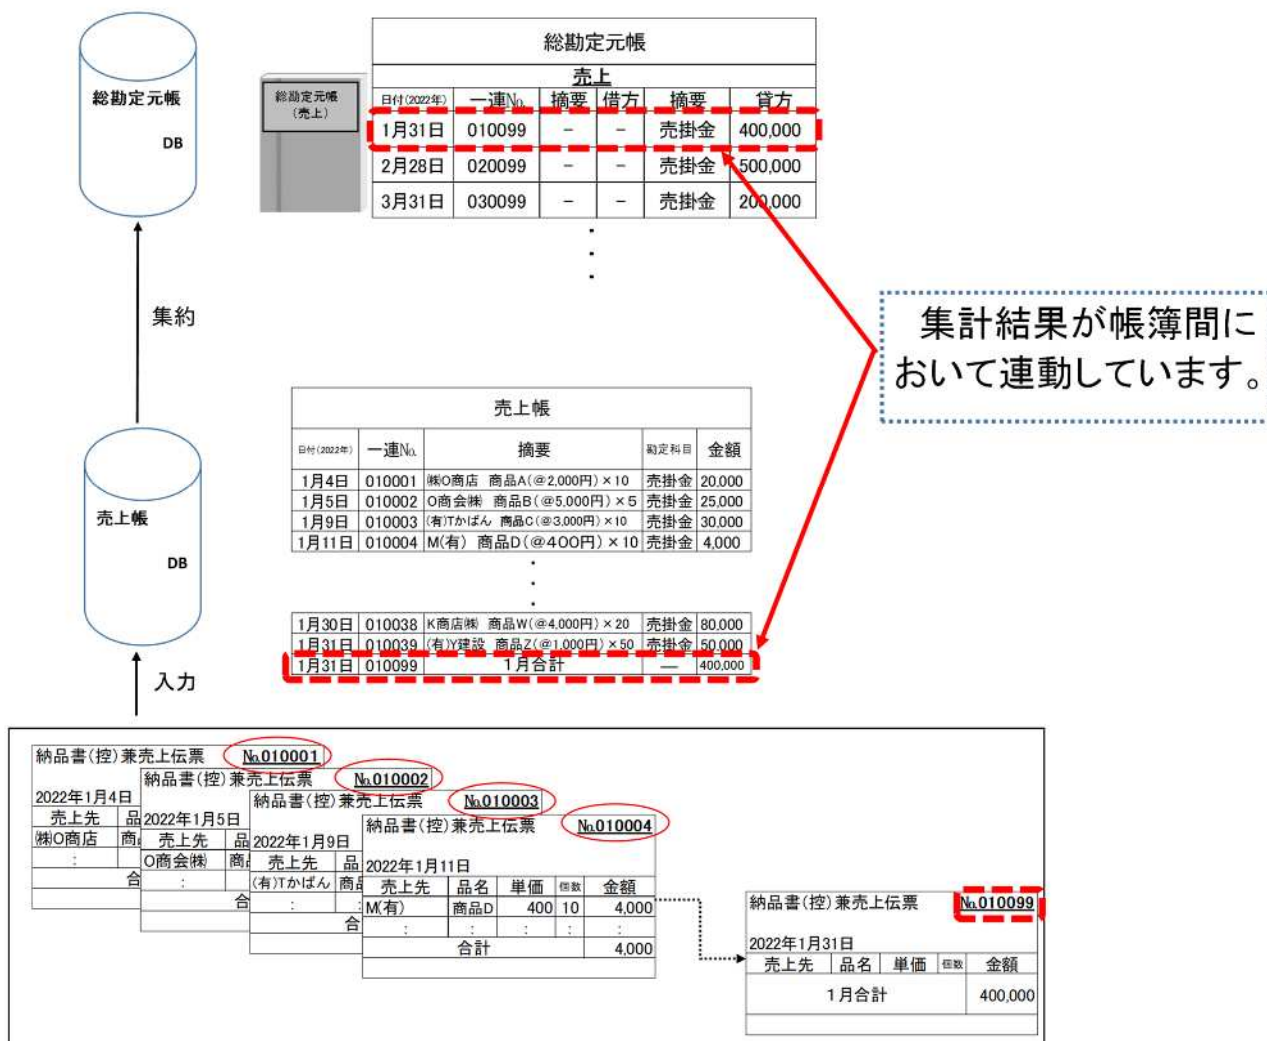 総勘定元帳
DB
総勘定元帳
(売上)
総勘定元帳
売上
日付(2022年) 一連No. 摘要 借方 摘要 貸方
1月31日 010099 － － 売掛金 400,000
2月28日 020099 － － 売掛金 500,000
3月31日 030099 － － 売掛金 200,000
集約
集計結果が帳簿間に
おいて連動しています。
売上帳
DB
売上帳
日付(2022年) 一連No. 摘要 勘定科目 金額
1月4日 010001 ㈱O商店 商品A(@2,000円)×10 売掛金 20,000
1月5日 010002 O商会㈱ 商品B(@5,000円)×5 売掛金 25,000
1月9日 010003 (有)Tかばん 商品C(@3,000円)×10 売掛金 30,000
1月11日 010004 M(有) 商品D(@400円)×10 売掛金 4,000
1月30日 010038 K商店㈱ 商品W(@4,000円)×20 売掛金 80,000
1月31日 010039 (有)Y建設 商品Z(@1,000円)×50 売掛金 50,000
1月31日 010099 1月合計 ― 400,000
入力
納品書(控)兼売上伝票 No.010001
2022年1月4日
売上先 品
㈱O商店 商
:
合
納品書(控)兼売上伝票 No.010002
2022年1月5日
売上先 品
O商会㈱ 商
:
合
納品書(控)兼売上伝票 No.010003
2022年1月9日
売上先 品
(有)Tかばん 商
: :
合
納品書(控)兼売上伝票 No.010004
2022年1月11日
売上先 品名 単価 個数 金額
M(有) 商品D 400 10 4,000
: : : : :
合計 4,000
納品書(控)兼売上伝票 No.010099
2022年1月31日
売上先 品名 単価 個数 金額
1月合計 400,000